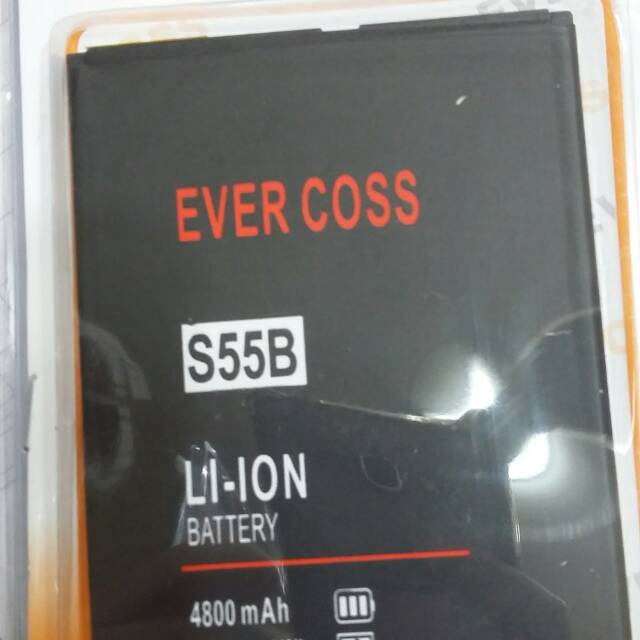 EVER COSS
S55B
LI-ION
BATTERY
4800 mAh